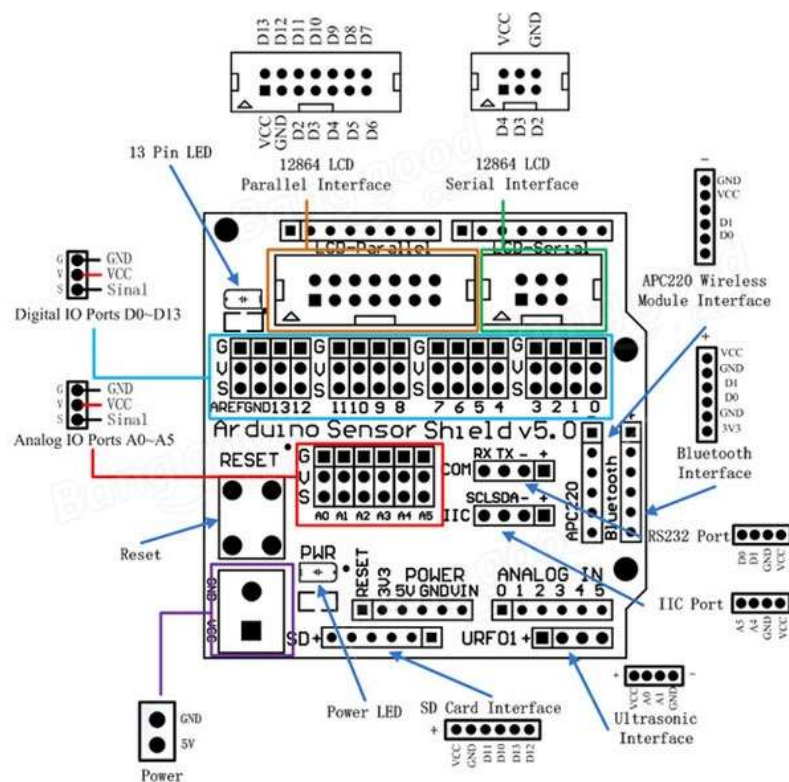 D13 D12 D11 D10 D9 D8 D7
VCC GND D2 D3 D4 D5 D6
VCC GND
D4 D3 D2
13 Pin LED
12864 LCD
Parallel Interface
12864 LCD
Serial Interface
-
GND
VCC
D1
D0
APC220 Wireless
Module Interface
LCD-Parallel
LCD-Serial
G GND
V VCC
S Sinal
Digital IO Ports D0~D13
G GND
V VCC
S Sinal
Analog IO Ports A0~A5
G G G G
V V V V
S S S S
AREFGND13 12 11 10 9 8 7 6 5 4 3 2 1 0
Arduino Sensor Shield v5.0
- +
+
VCC
GND
D1
D0
GND
3V3
Bluetooth
Interface
RESET
G
V
S
A0 A1 A2 A3 A4 A5
RX TX - +
COM
SCLSDA- +
IIC
APC220
Bluetooth
RS232 Port
D0 D1 GND VCC
IIC Port
A5 A4 GND VCC
Reset
PWR
GND
VCC
RESET 3V3 5V GNDVIN
POWER
ANALOG IN
0 1 2 3 4 5
SD+
URF01+
Power LED
SD Card Interface
+
VCC GND D11 D10 D13 D12
+ -
VCC A0 A1 GND
Ultrasonic
Interface
GND
5V
Power